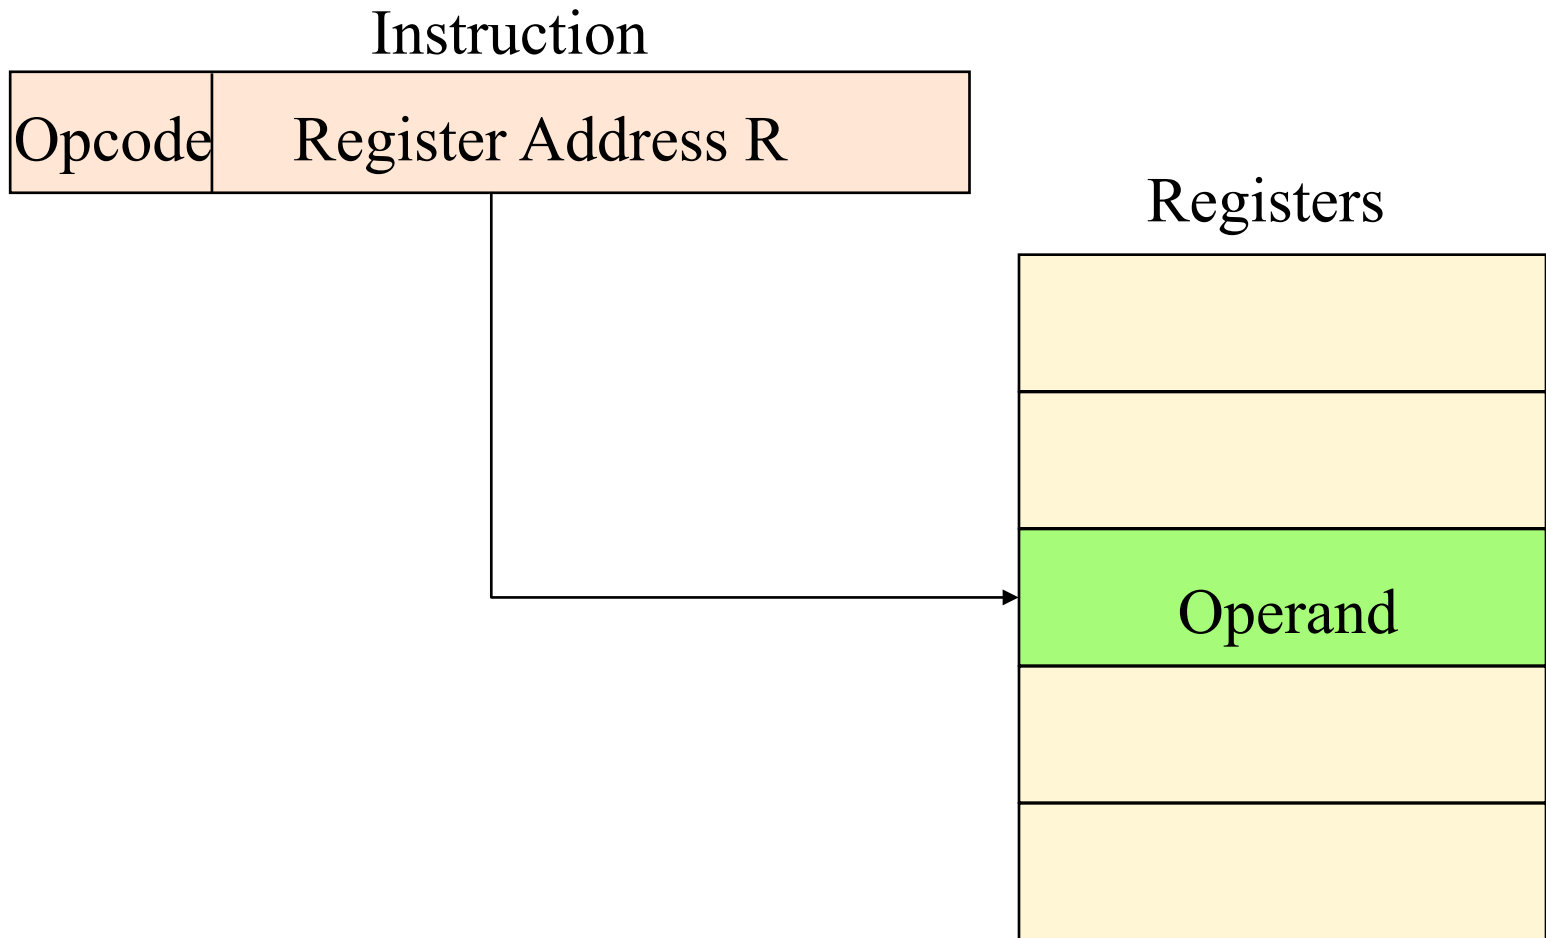 Instruction
Opcode
Register Address R
Registers
Operand